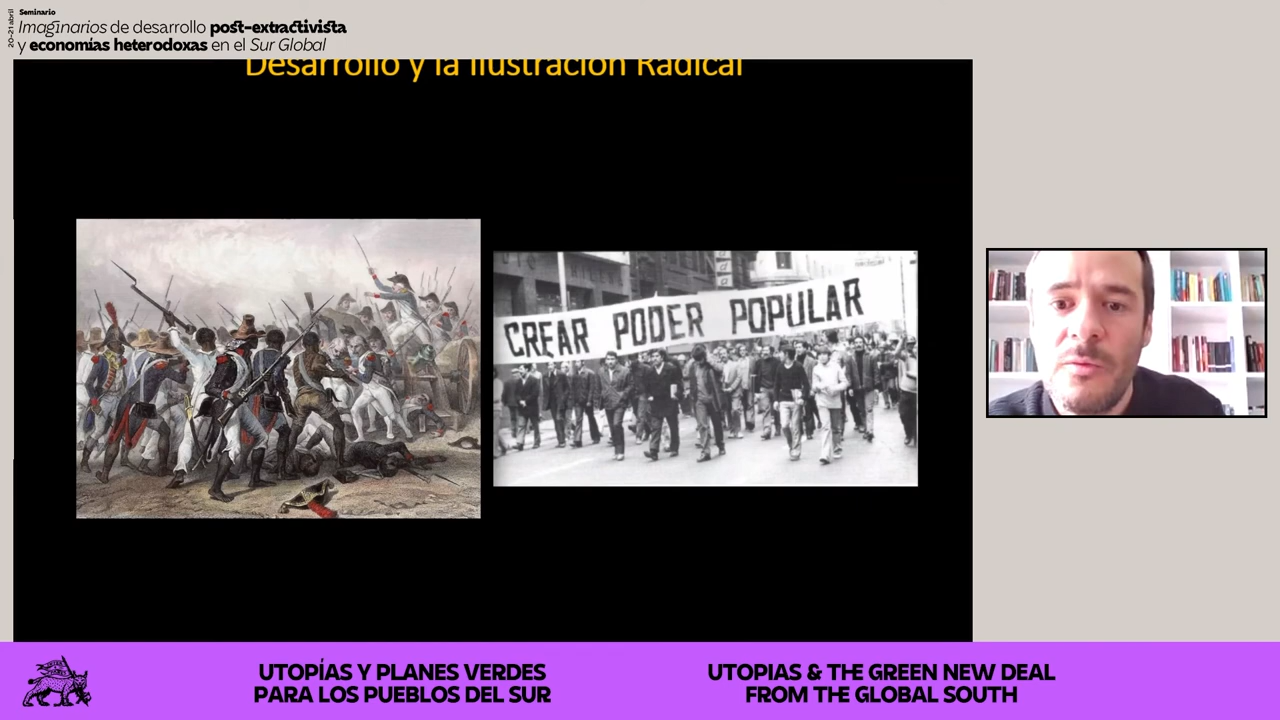 20-21 abril
Seminario
Imaginarios de desarrollo post-extractivista
y economías heterodoxas en el Sur Global
Desarrollo y la Ilustración Radical
CREAR PODER POPULAR
UTOPÍAS Y PLANES VERDES
PARA LOS PUEBLOS DEL SUR
UTOPIAS & THE GREEN NEW DEAL
FROM THE GLOBAL SOUTH